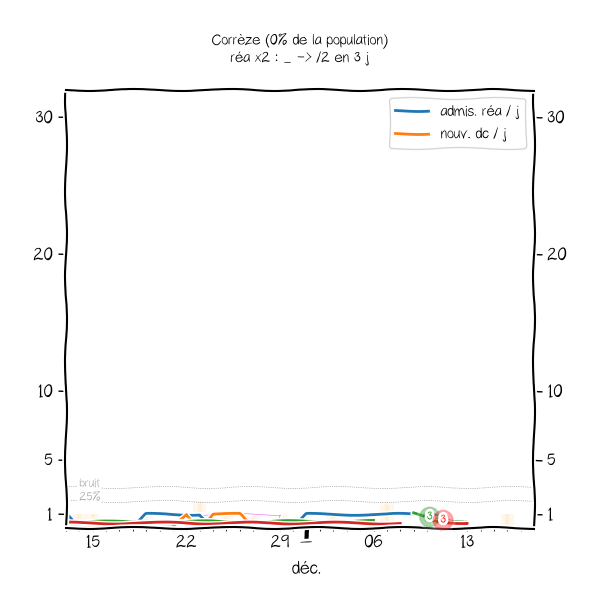 Corrèze (0% de la population)
réa x2 : _ -> /2 en 3 j
admis. réa / j
nouv. dc / j
30 30
20 20
10 10
5 5
bruit
25%
1 3 3 1
15 22 29 06 13
déc.